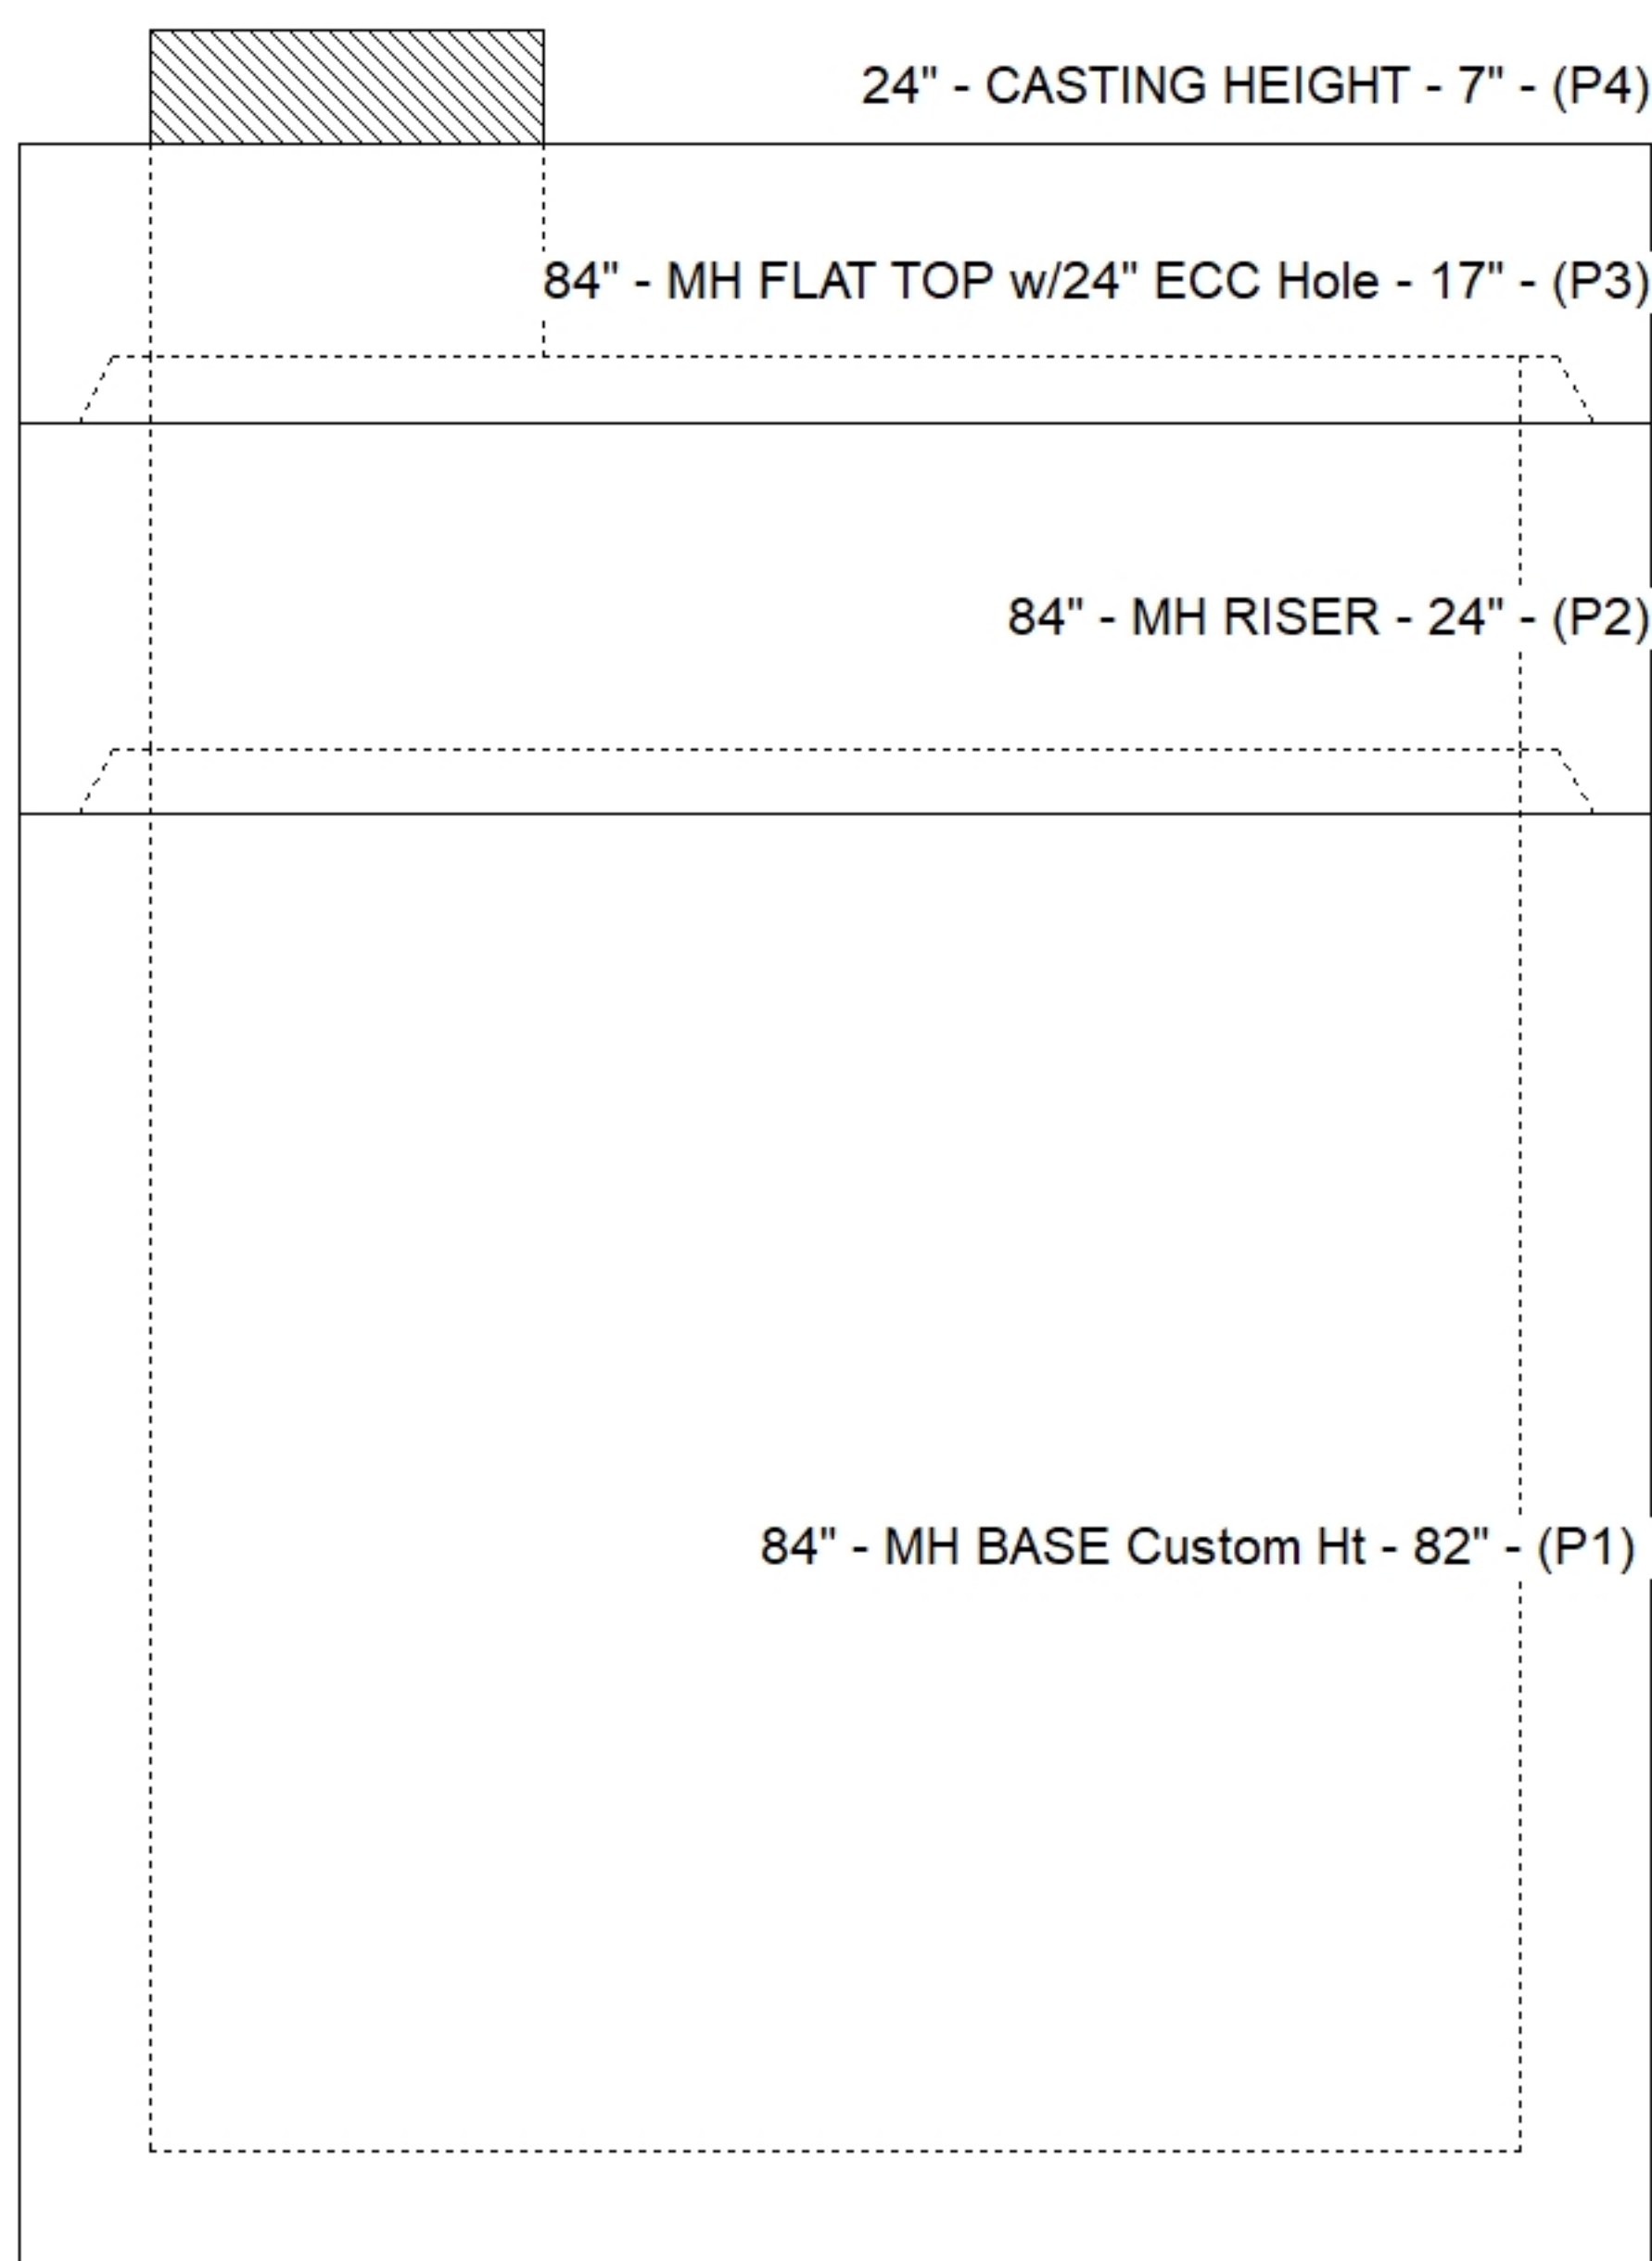 24" - CASTING HEIGHT - 7" - (P4)
84" - MH FLAT TOP w/24" ECC Hole - 17" - (P3)
84" - MH RISER - 24" - (P2)
84" - MH BASE Custom Ht - 82" - (P1)